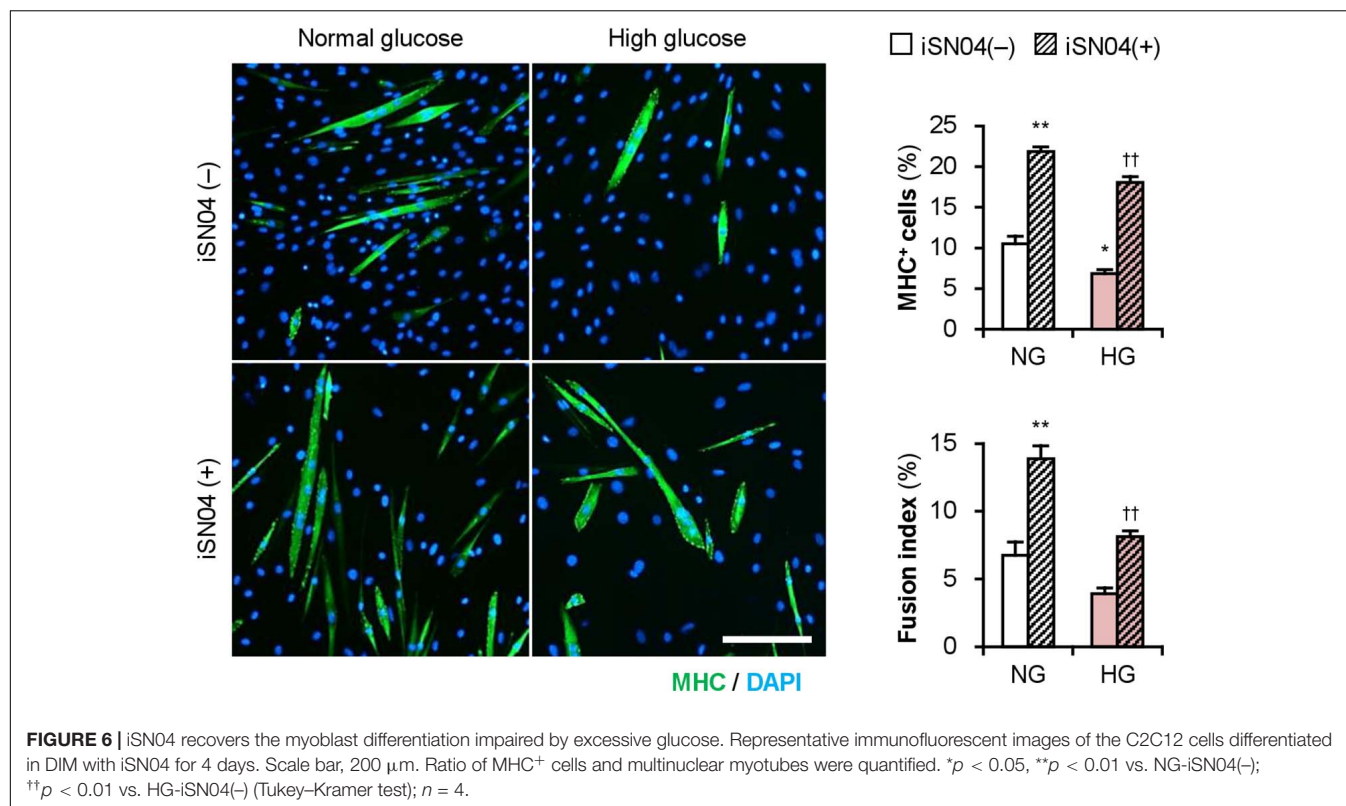 Normal glucose
High glucose
iSN04 (–)
iSN04 (+)
MHC / DAPI
iSN04(–) iSN04(+)
MHC⁺ cells (%)
25
20
15
10
5
0
**
*
††
NG
HG
Fusion index (%)
15
10
5
0
**
††
NG
HG
FIGURE 6 | iSN04 recovers the myoblast differentiation impaired by excessive glucose. Representative immunofluorescent images of the C2C12 cells differentiated
in DIM with iSN04 for 4 days. Scale bar, 200 μm. Ratio of MHC⁺ cells and multinuclear myotubes were quantified. *p < 0.05, **p < 0.01 vs. NG-iSN04(–);
††p < 0.01 vs. HG-iSN04(–) (Tukey–Kramer test); n = 4.